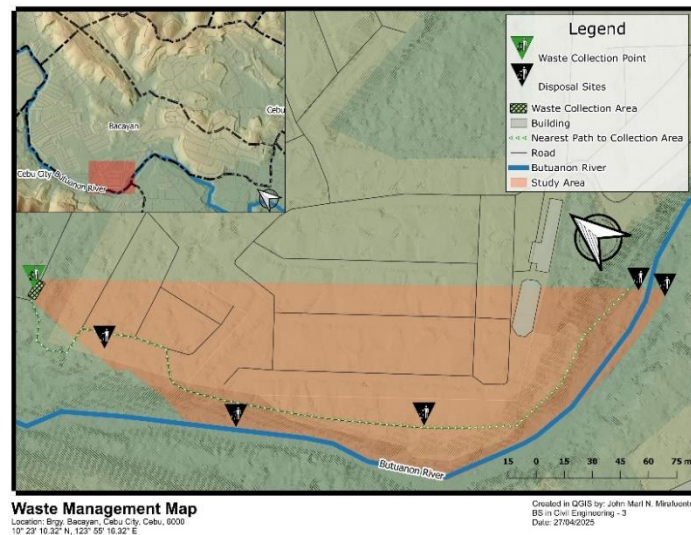 Legend
Waste Collection Point
Disposal Sites
Waste Collection Area
Building
Nearest Path to Collection Area
Road
Butuanon River
Study Area
Bacayan
Cebu
Cebu City
Butuanon River
Butuanon River
15 0 15 30 45 60 75 m
Waste Management Map
Location: Brgy. Bacayan, Cebu City, Cebu, 6000
10° 23' 10.32" N, 123° 55' 16.32" E
Created in QGIS by: John Marl N. Mirafuente
BS in Civil Engineering - 3
Date: 27/04/2025